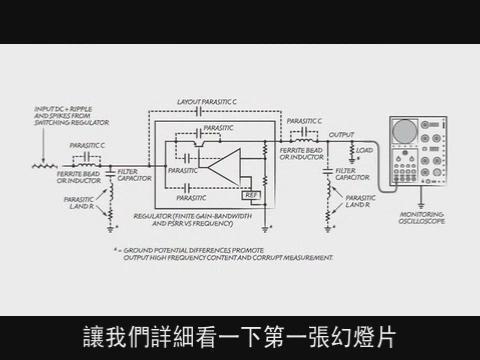 LAYOUT PARASITIC C
INPUT DC + RIPPLE
AND SPIKES FROM
SWITCHING REGULATOR
PARASITIC C
PARASITIC
PARASITIC C
OUTPUT
FERRITE BEAD
OR INDUCTOR
FILTER
CAPACITOR
PARASITIC
PARASITIC
REF
FERRITE BEAD
OR INDUCTOR
LOAD
*
FILTER
CAPACITOR
PARASITIC
L AND R
*
REGULATOR (FINITE GAIN-BANDWIDTH
AND PSRR VS FREQUENCY)
*
PARASITIC
L AND R
*
MONITORING
OSCILLOSCOPE
* = GROUND POTENTIAL DIFFERENCES PROMOTE
OUTPUT HIGH FREQUENCY CONTENT AND CORRUPT MEASUREMENT.
讓我們詳細看一下第一張幻燈片